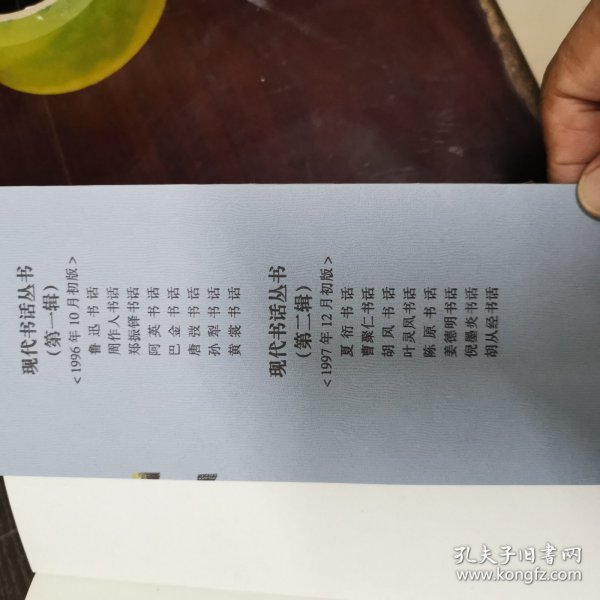 现代书话丛书
（第一辑）
＜1996年10月初版＞
鲁迅书话
周作人书话
郑振铎书话
阿英书话
巴金书话
唐弢书话
孙犁书话
黄裳书话
现代书话丛书
（第二辑）
＜1997年12月初版＞
夏衍书话
曹聚仁书话
胡风书话
叶灵凤书话
陈原书话
姜德明书话
倪墨炎书话
胡从经书话
孔夫子旧书网
www.kongfz.com